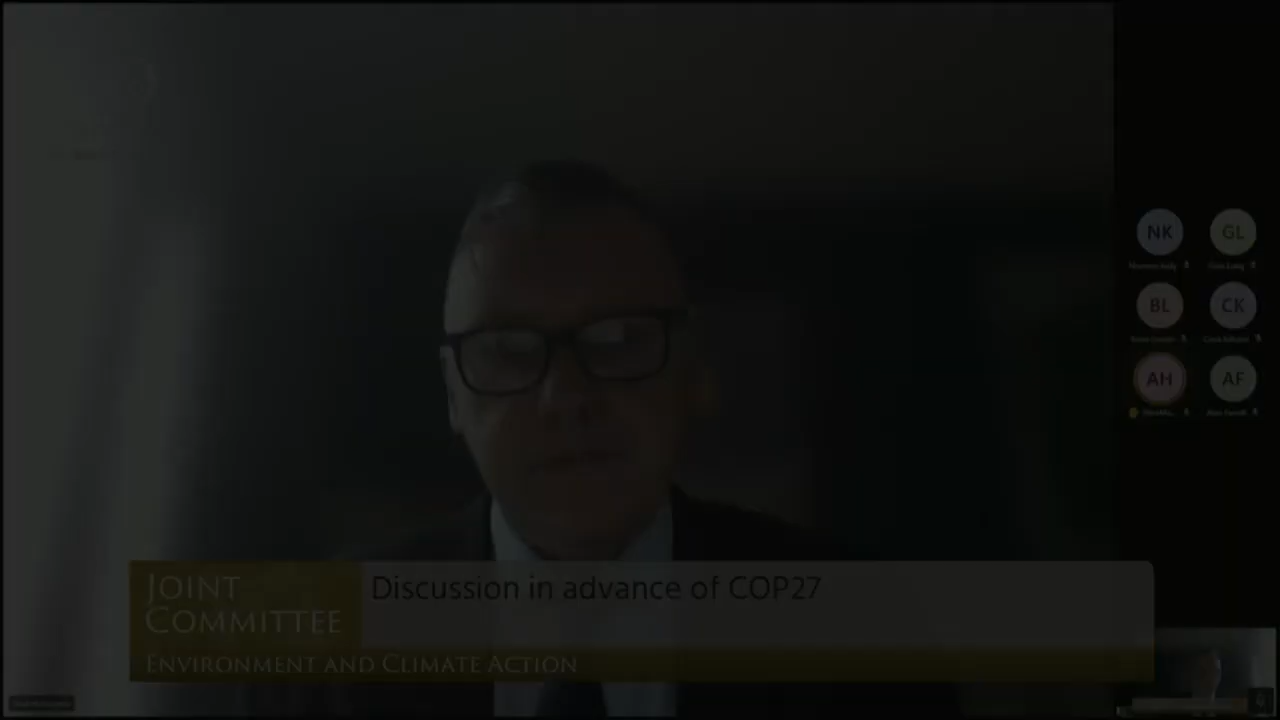 NK
GL
BL
CK
AH
AF
JOINT
COMMITTEE
Discussion in advance of COP27
ENVIRONMENT AND CLIMATE ACTION